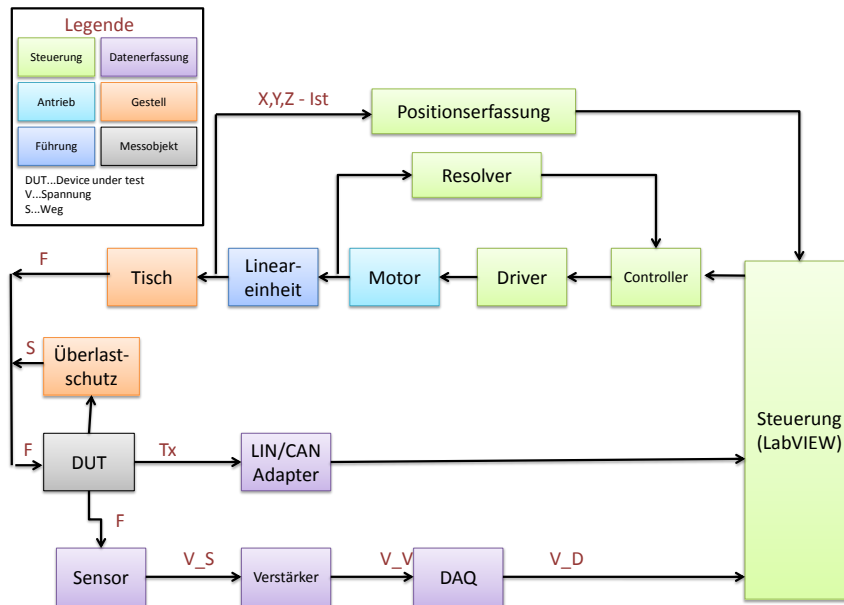 Legende
Steuerung
Datenerfassung
Antrieb
Gestell
Führung
Messobjekt
DUT...Device under test
V...Spannung
S...Weg
X,Y,Z - Ist
Positionserfassung
Resolver
F
Tisch
Linear-
einheit
Motor
Driver
Controller
S
Überlast-
schutz
Steuerung
(LabVIEW)
F
DUT
Tx
LIN/CAN
Adapter
F
Sensor
V_S
Verstärker
V_V
DAQ
V_D